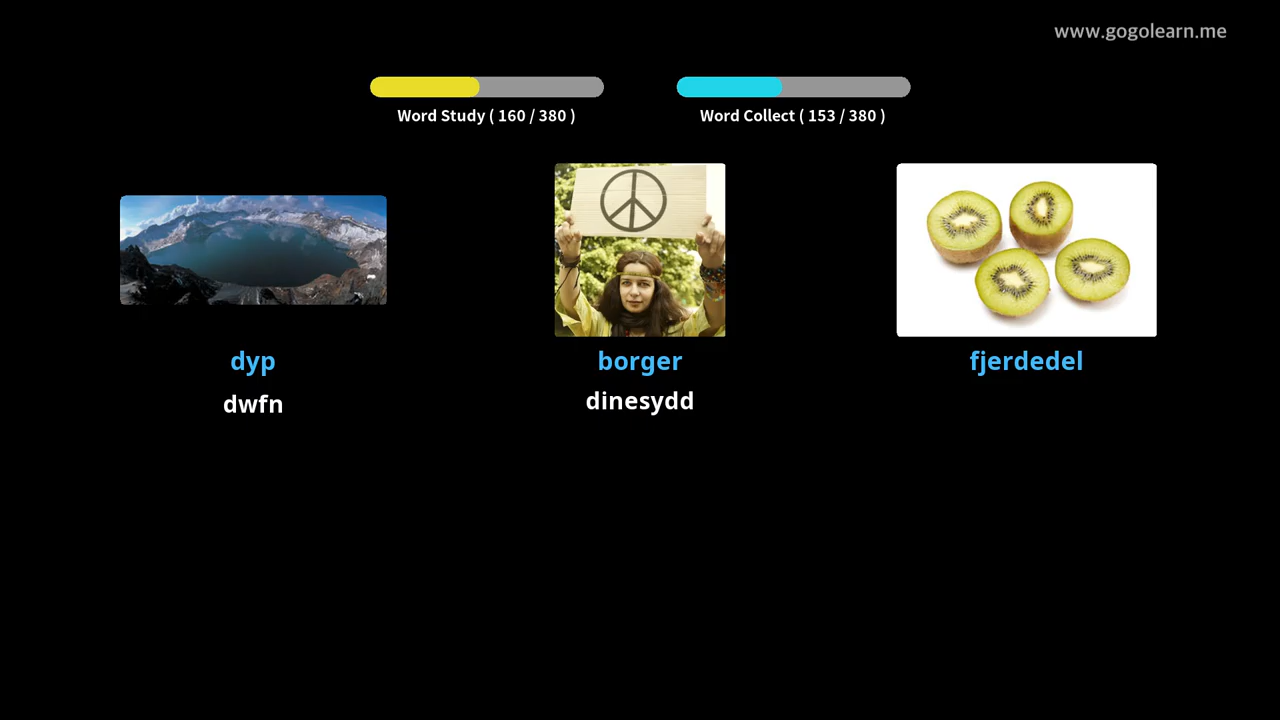 www.gogolearn.me
Word Study ( 160 / 380 )
Word Collect ( 153 / 380 )
dyp
borger
fjerdedel
dwfn
dinesydd